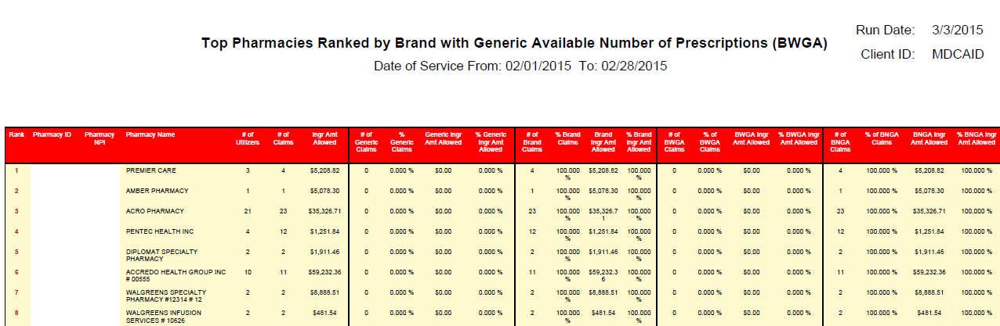 Run Date: 3/3/2015
Top Pharmacies Ranked by Brand with Generic Available Number of Prescriptions (BWGA)
Client ID: MDCAID
Date of Service From: 02/01/2015 To: 02/28/2015
Rank Pharmacy ID Pharmacy Pharmacy Name # of # of Ingr Amt # of % Generic Ingr % Generic # of % Brand Brand % Brand # of % of BWGA Ingr % BWGA Ingr # of % of BNGA BNGA Ingr % BNGA Ingr
NPI Utilizers Claims Allowed Generic Generic Amt Allowed Ingr Amt Brand Claims Ingr Amt Ingr Amt BWGA BWGA Amt Allowed Amt Allowed BNGA Claims Amt Allowed Amt Allowed
Claims Claims Allowed Claims Allowed Allowed Claims Claims Claims
1 PREMIER CARE 3 4 $5,208.82 0 0.000 % $0.00 0.000 % 4 100.000 $5,208.82 100.000 0 0.000 % $0.00 0.000 % 4 100.000 % $5,208.82 100.000 %
% %
2 AMBER PHARMACY 1 1 $5,078.30 0 0.000 % $0.00 0.000 % 1 100.000 $5,078.30 100.000 0 0.000 % $0.00 0.000 % 1 100.000 % $5,078.30 100.000 %
% %
3 ACRO PHARMACY 21 23 $35,326.71 0 0.000 % $0.00 0.000 % 23 100.000 $35,326.7 100.000 0 0.000 % $0.00 0.000 % 23 100.000 % $35,326.71 100.000 %
% 1 %
4 PENTEC HEALTH INC 4 12 $1,251.84 0 0.000 % $0.00 0.000 % 12 100.000 $1,251.84 100.000 0 0.000 % $0.00 0.000 % 12 100.000 % $1,251.84 100.000 %
% %
5 DIPLOMAT SPECIALTY 2 2 $1,911.46 0 0.000 % $0.00 0.000 % 2 100.000 $1,911.46 100.000 0 0.000 % $0.00 0.000 % 2 100.000 % $1,911.46 100.000 %
PHARMACY % %
6 ACCREDO HEALTH GROUP INC 10 11 $59,232.36 0 0.000 % $0.00 0.000 % 11 100.000 $59,232.3 100.000 0 0.000 % $0.00 0.000 % 11 100.000 % $59,232.36 100.000 %
# 00555 % 6 %
7 WALGREENS SPECIALTY 2 2 $8,888.51 0 0.000 % $0.00 0.000 % 2 100.000 $8,888.51 100.000 0 0.000 % $0.00 0.000 % 2 100.000 % $8,888.51 100.000 %
PHARMACY #12314 # 12 % %
8 WALGREENS INFUSION 2 2 $481.54 0 0.000 % $0.00 0.000 % 2 100.000 $481.54 100.000 0 0.000 % $0.00 0.000 % 2 100.000 % $481.54 100.000 %
SERVICES # 10626 % %